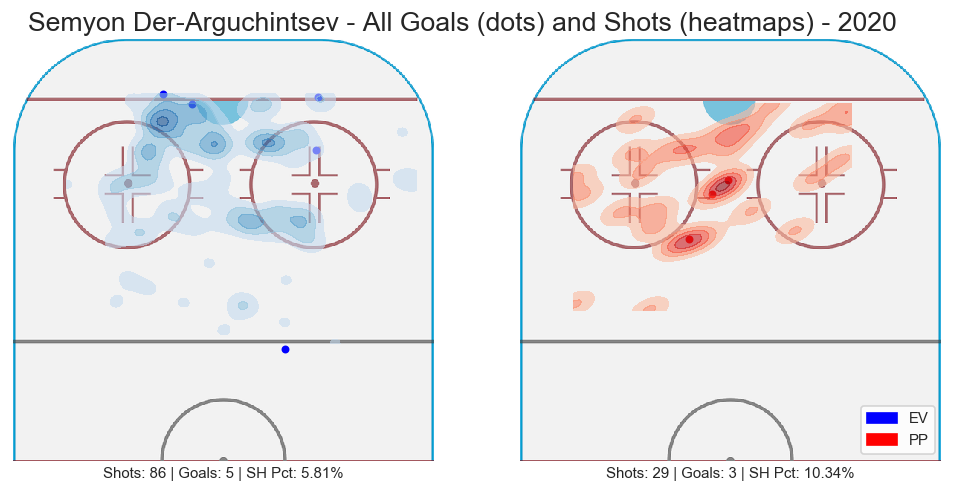 Semyon Der-Arguchintsev - All Goals (dots) and Shots (heatmaps) - 2020
EV
PP
Shots: 86 | Goals: 5 | SH Pct: 5.81%
Shots: 29 | Goals: 3 | SH Pct: 10.34%